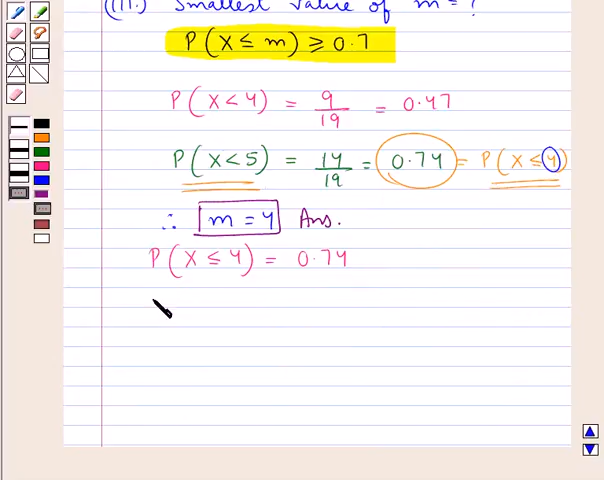 (III.) Smallest value of m = ?
P(X ≤ m) ≥ 0.7
P(X < 4) = 9/19 = 0.47
P(X < 5) = 14/19 = 0.74 = P(X ≤ 4)
∴ m = 4 Ans.
P(X ≤ 4) = 0.74